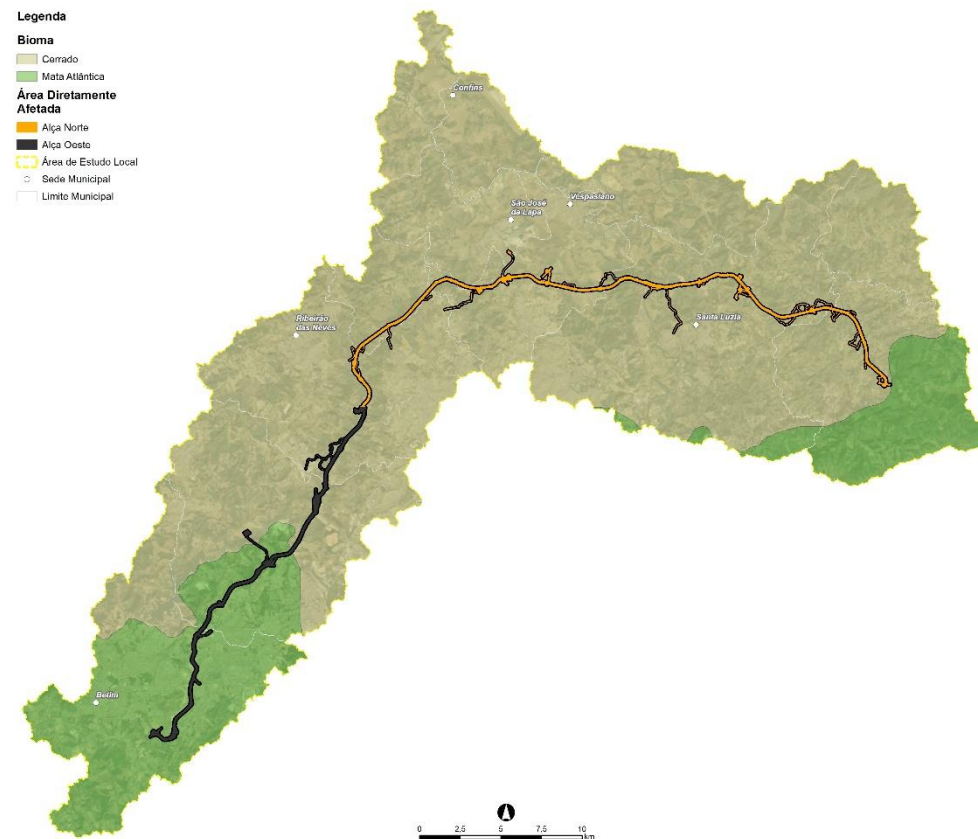 Legenda
Bioma
Cerrado
Mata Atlântica
Área Diretamente
Afetada
Alça Norte
Alça Oeste
Área de Estudo Local
Sede Municipal
Limite Municipal
Confins
São José
da Lapa
Vespasiano
Ribeirão
das Neves
Santa Luzia
Betim
0 2,5 5 7,5 10
km